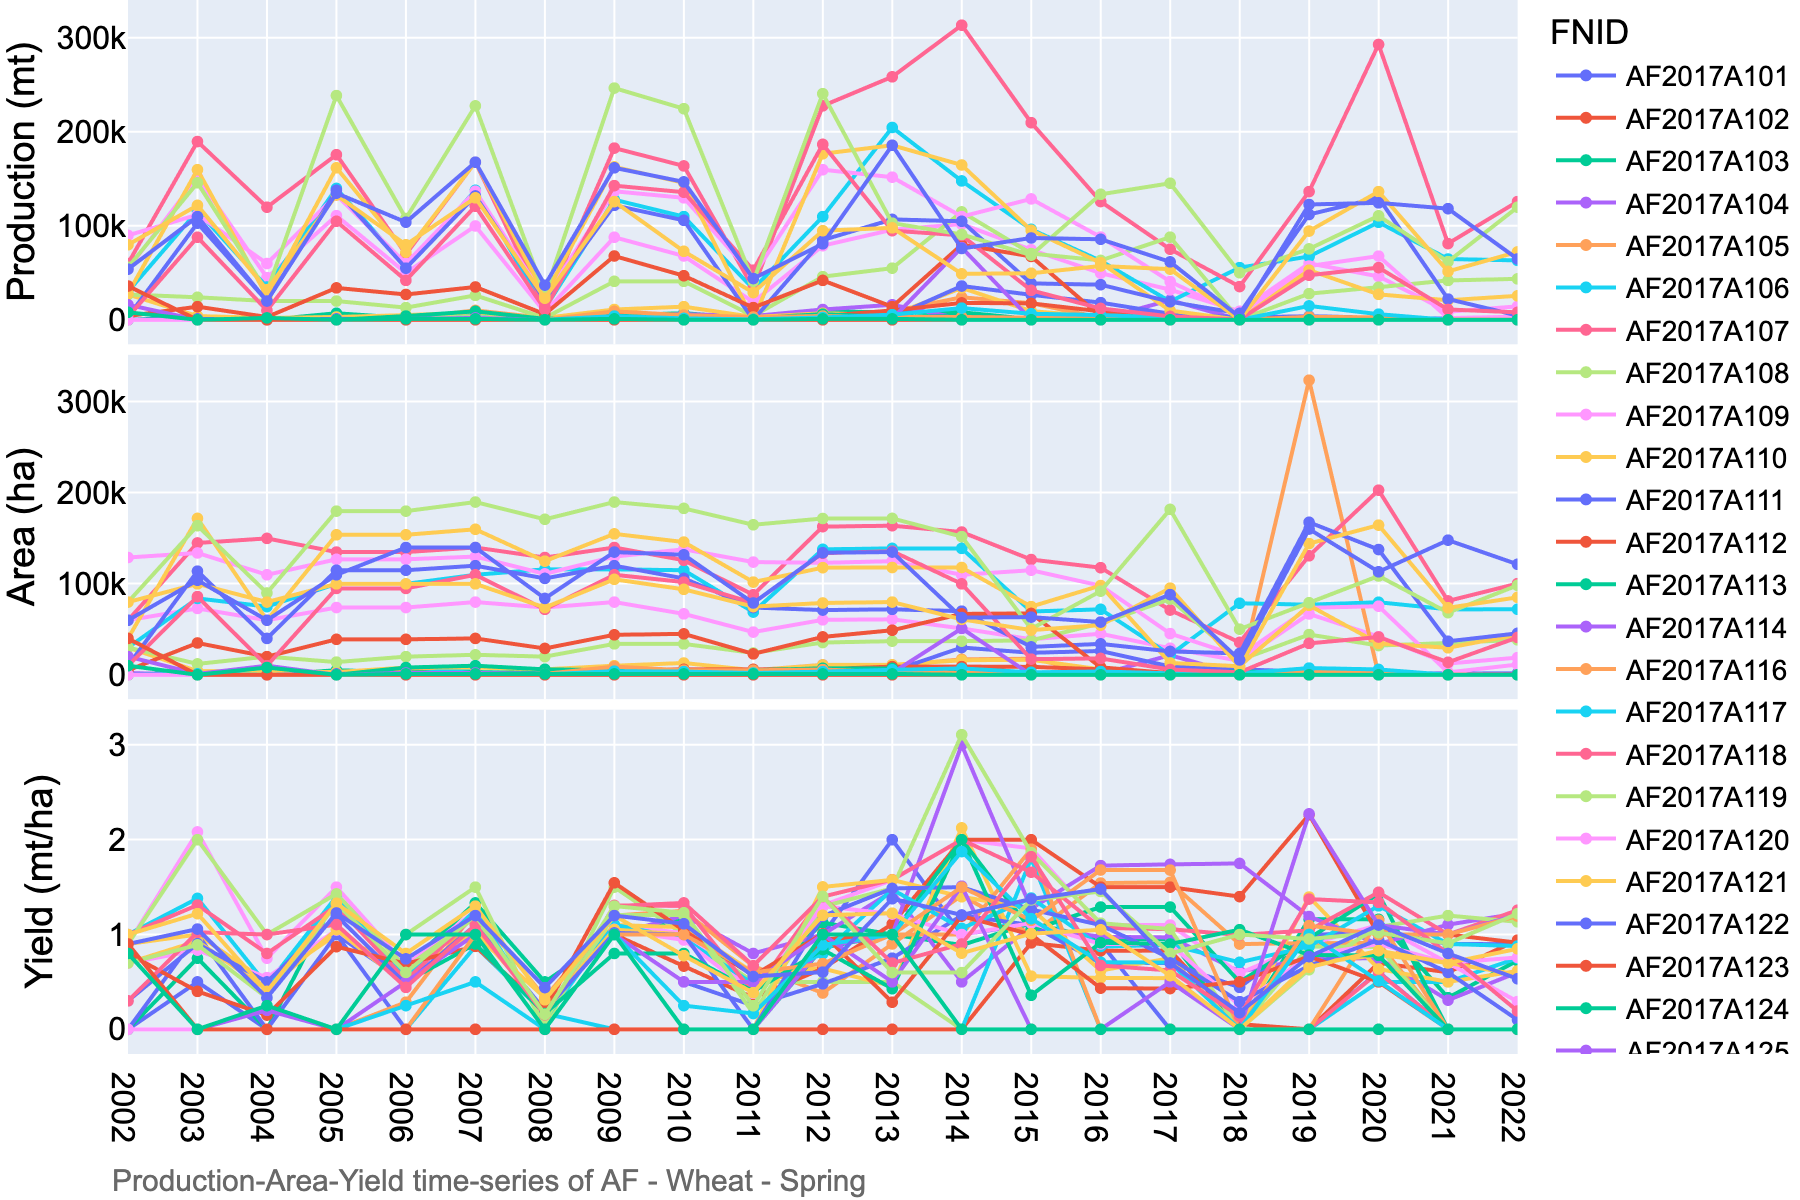 Production (mt)
300k
200k
100k
0
Area (ha)
300k
200k
100k
0
Yield (mt/ha)
3
2
1
0
2002
2003
2004
2005
2006
2007
2008
2009
2010
2011
2012
2013
2014
2015
2016
2017
2018
2019
2020
2021
2022
Production-Area-Yield time-series of AF - Wheat - Spring
FNID
AF2017A101
AF2017A102
AF2017A103
AF2017A104
AF2017A105
AF2017A106
AF2017A107
AF2017A108
AF2017A109
AF2017A110
AF2017A111
AF2017A112
AF2017A113
AF2017A114
AF2017A116
AF2017A117
AF2017A118
AF2017A119
AF2017A120
AF2017A121
AF2017A122
AF2017A123
AF2017A124
AF2017A125